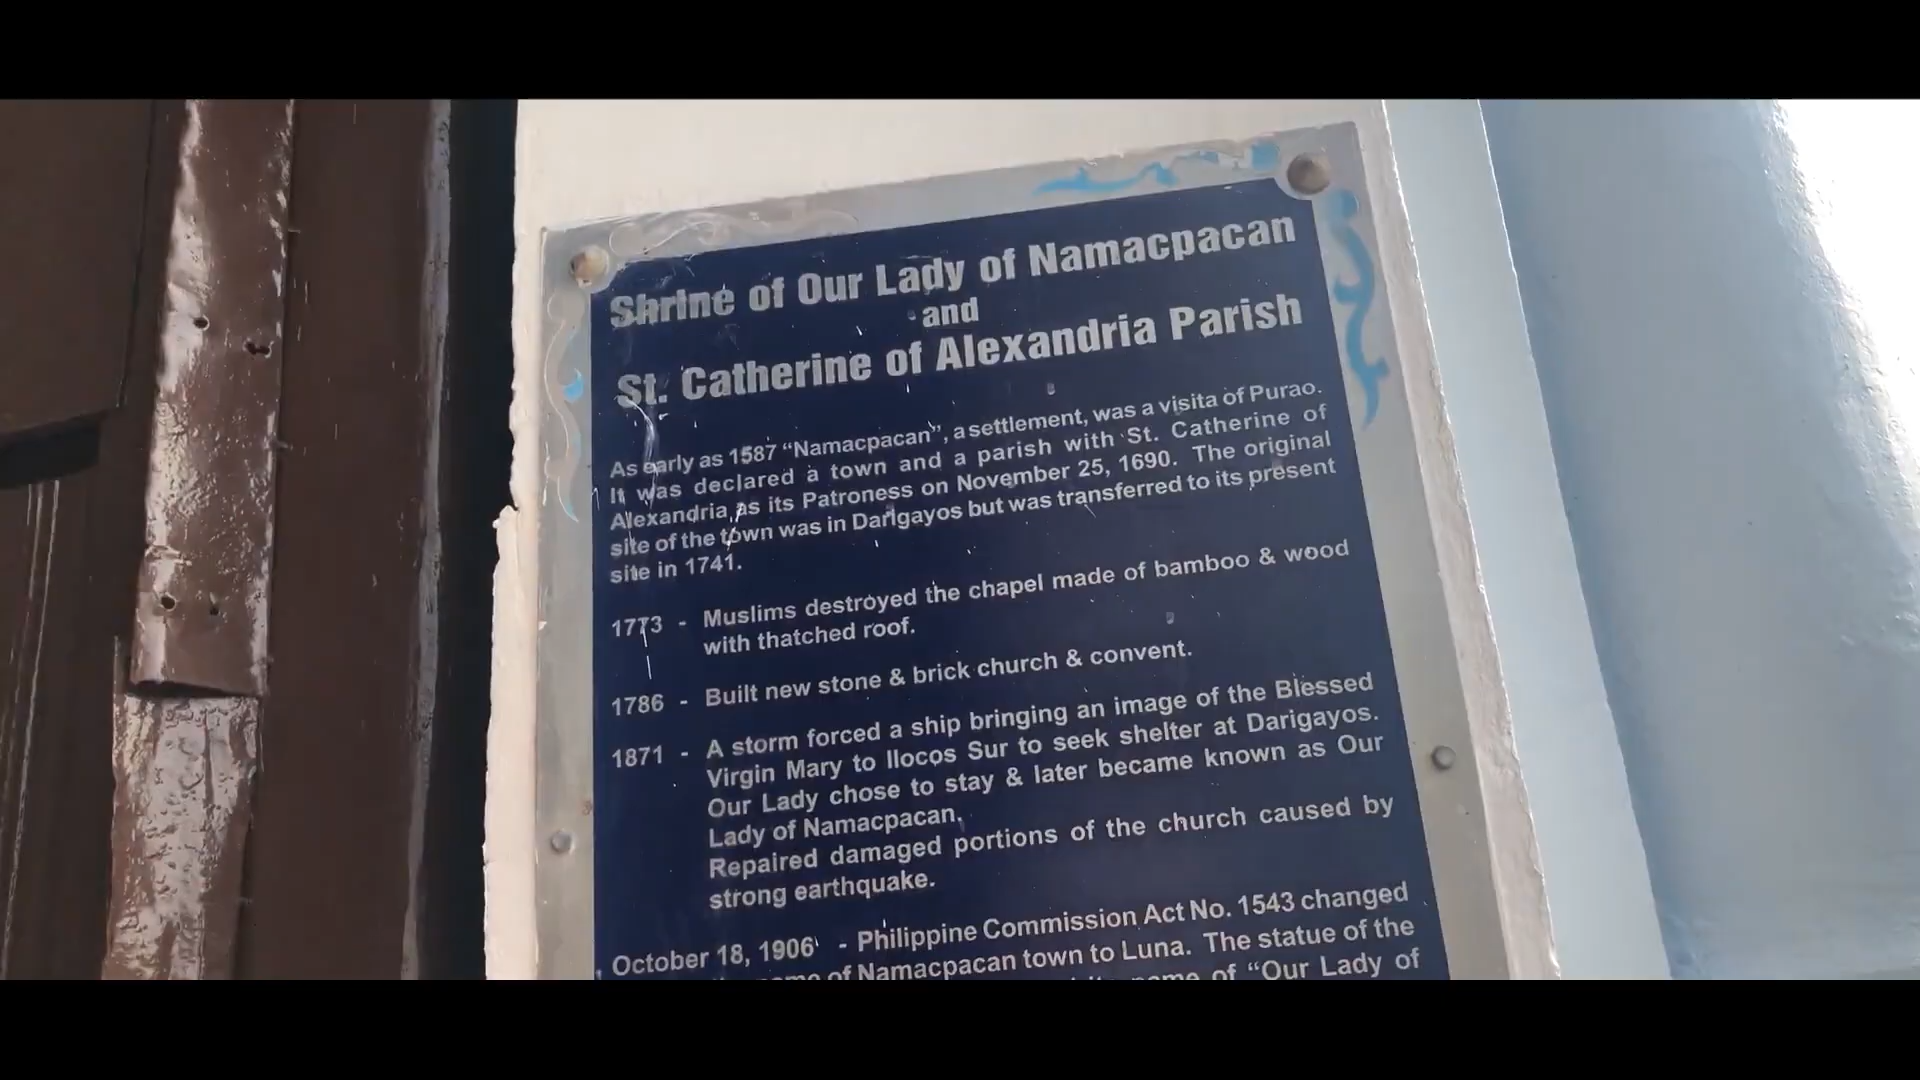 Shrine of Our Lady of Namacpacan
and
St. Catherine of Alexandria Parish
As early as 1587 “Namacpacan”, a settlement, was a visita of Purao.
It was declared a town and a parish with St. Catherine of
Alexandria as its Patroness on November 25, 1690. The original
site of the town was in Darigayos but was transferred to its present
site in 1741.
1773 - Muslims destroyed the chapel made of bamboo & wood
with thatched roof.
1786 - Built new stone & brick church & convent.
1871 - A storm forced a ship bringing an image of the Blessed
Virgin Mary to Ilocos Sur to seek shelter at Darigayos.
Our Lady chose to stay & later became known as Our
Lady of Namacpacan.
Repaired damaged portions of the church caused by
strong earthquake.
October 18, 1906 - Philippine Commission Act No. 1543 changed
name of Namacpacan town to Luna. The statue of the
name of “Our Lady of